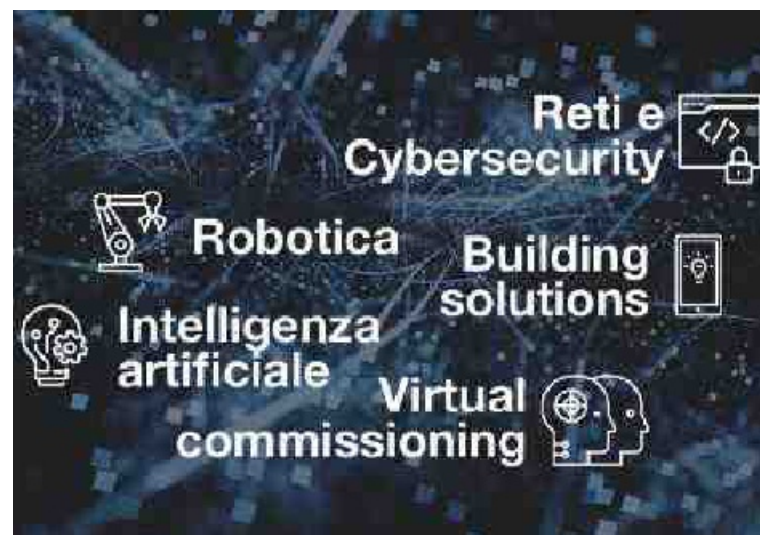 Reti e
Cybersecurity
Robotica
Building
solutions
Intelligenza
artificiale
Virtual
commissioning